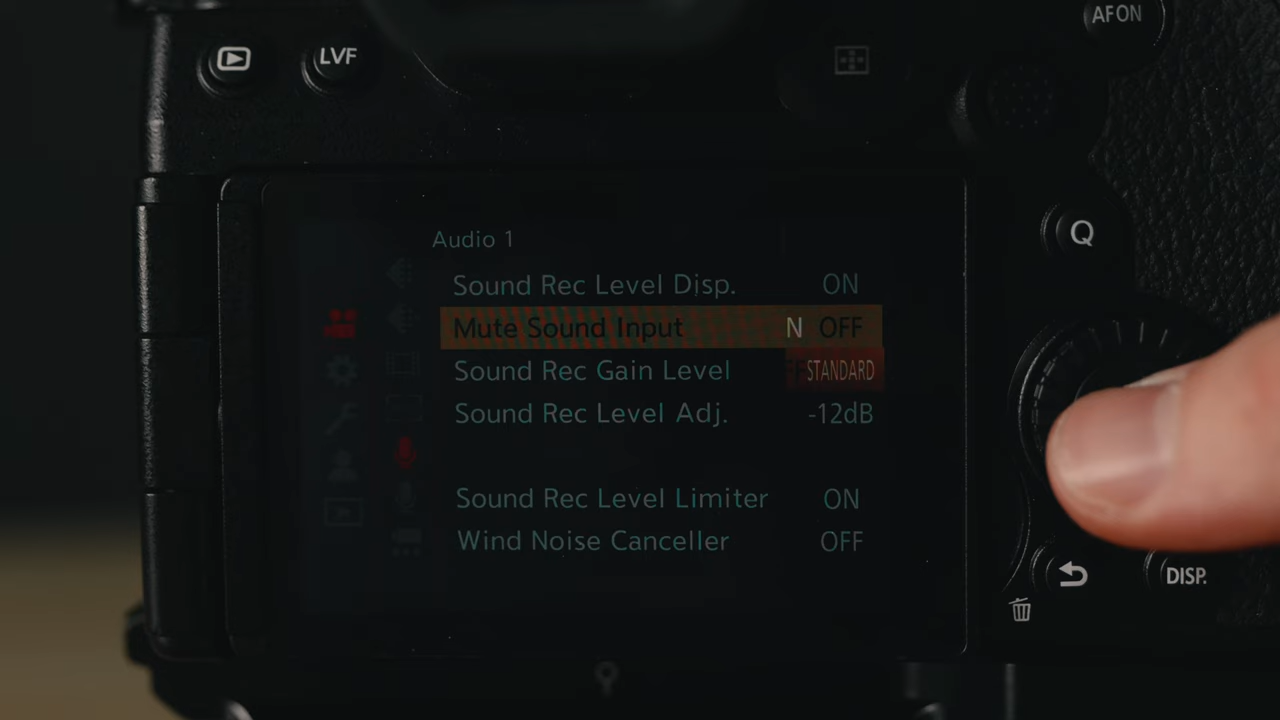 AF ON
LVF
Q
Audio 1
Sound Rec Level Disp. ON
Mute Sound Input OFF
Sound Rec Gain Level STANDARD
Sound Rec Level Adj. -12dB
Sound Rec Level Limiter ON
Wind Noise Canceller OFF
DISP.